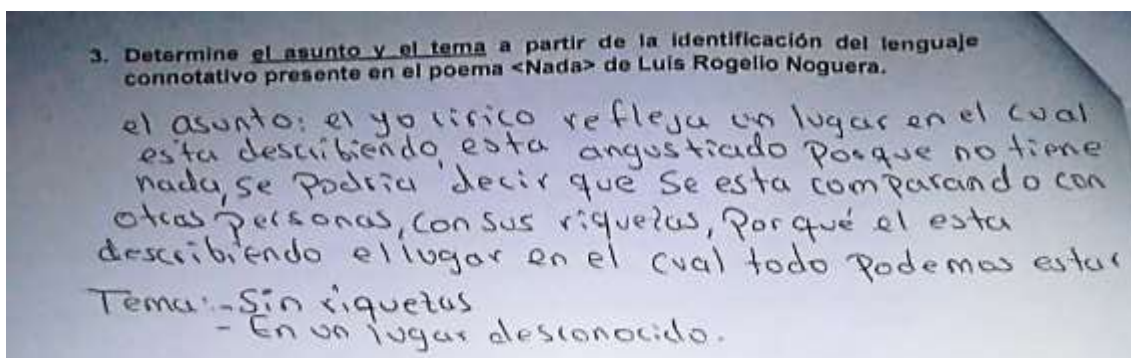 3. Determine el asunto y el tema a partir de la identificación del lenguaje
connotativo presente en el poema <Nada> de Luis Rogelio Noguera.
el asunto: el yo lirico refleja un lugar en el cual
esta describiendo, esta angustiado Porque no tiene
nada, se Podria decir que se esta comparando con
otras Personas, con sus riquezas, Porqué el esta
describiendo el lugar en el cual todo Podemos estar
Tema: - Sin riquezas
- En un lugar desconocido.